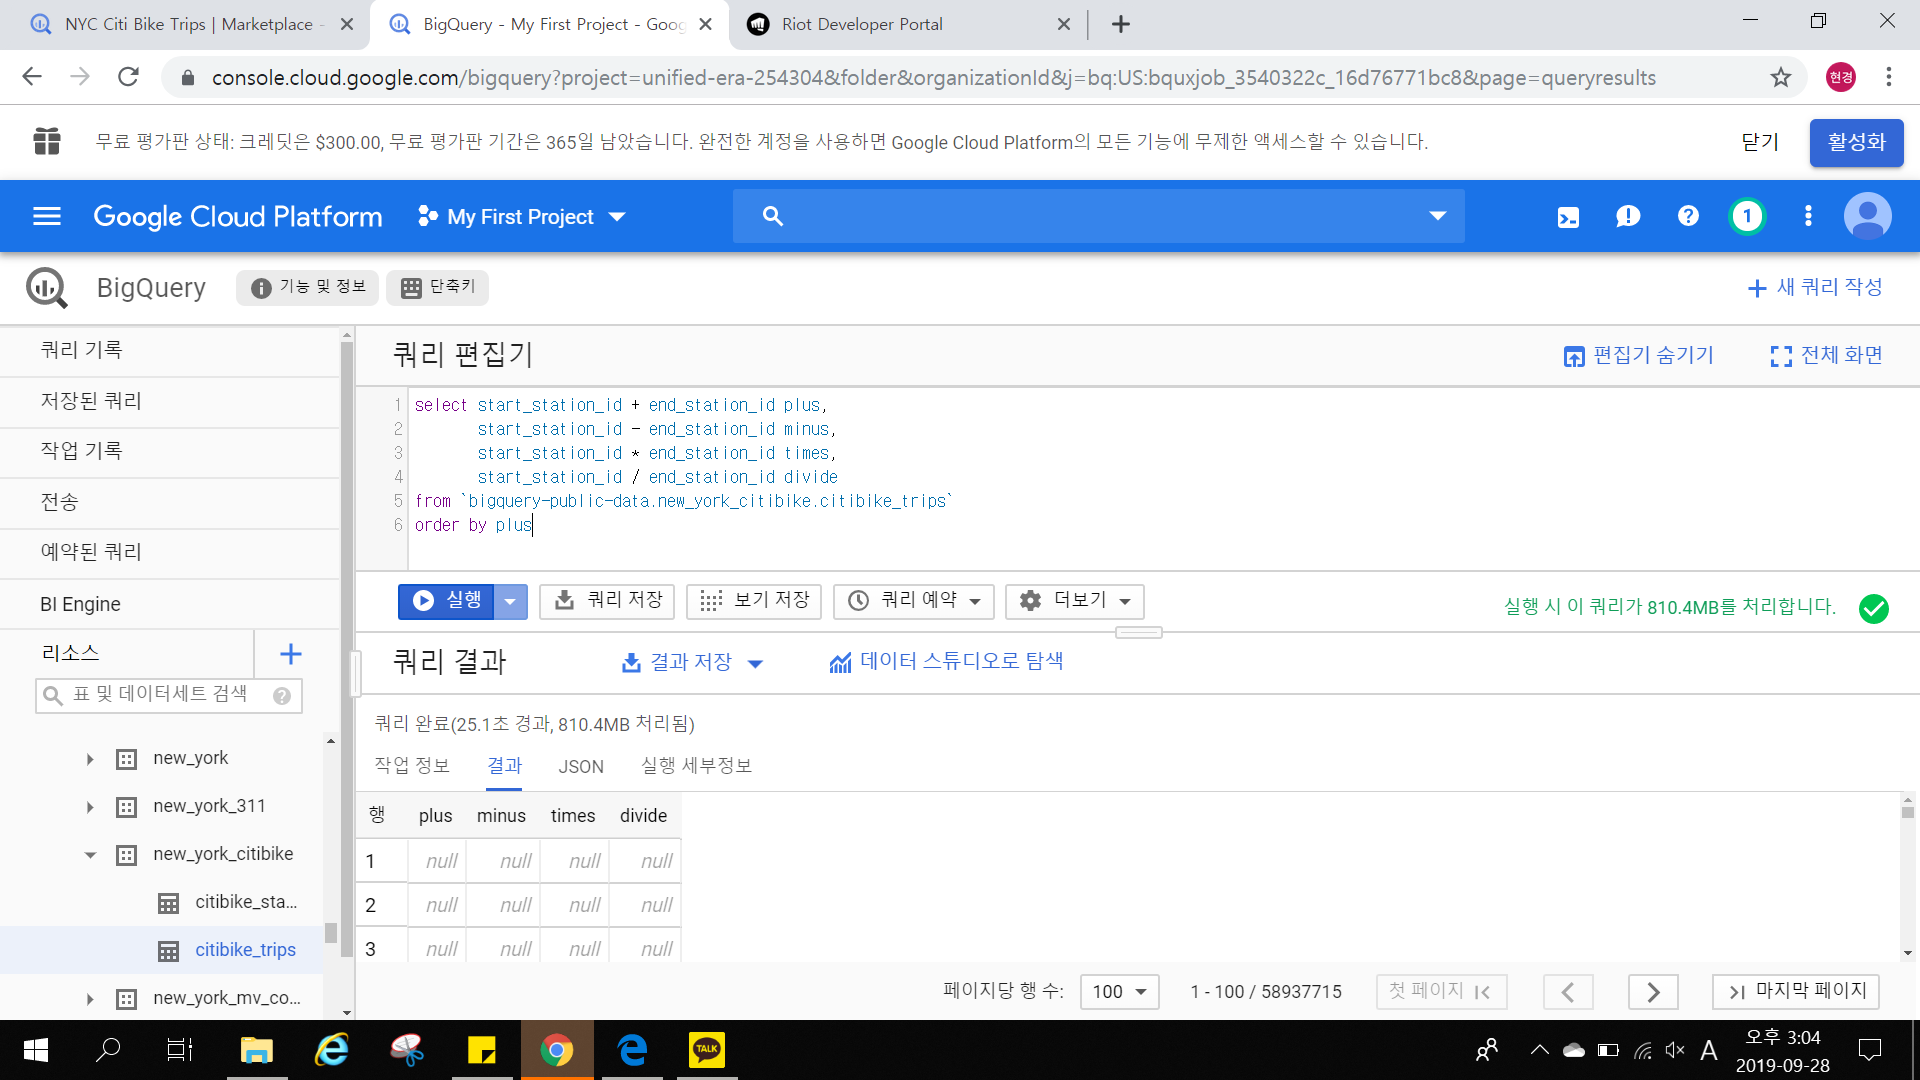 NYC Citi Bike Trips | Marketplace -
BigQuery - My First Project - Goog
Riot Developer Portal
console.cloud.google.com/bigquery?project=unified-era-254304&folder&organizationId&j=bq:US:bquxjob_3540322c_16d76771bc8&page=queryresults
현경
무료 평가판 상태: 크레딧은 $300.00, 무료 평가판 기간은 365일 남았습니다. 완전한 계정을 사용하면 Google Cloud Platform의 모든 기능에 무제한 액세스할 수 있습니다.
닫기
활성화
Google Cloud Platform
My First Project
1
BigQuery
기능 및 정보
단축키
새 쿼리 작성
쿼리 기록
저장된 쿼리
작업 기록
전송
예약된 쿼리
BI Engine
리소스
표 및 데이터세트 검색
new_york
new_york_311
new_york_citibike
citibike_sta...
citibike_trips
new_york_mv_co...
쿼리 편집기
편집기 숨기기
전체 화면
1 select start_station_id + end_station_id plus,
2 start_station_id - end_station_id minus,
3 start_station_id * end_station_id times,
4 start_station_id / end_station_id divide
5 from `bigquery-public-data.new_york_citibike.citibike_trips`
6 order by plus
실행
쿼리 저장
보기 저장
쿼리 예약
더보기
실행 시 이 쿼리가 810.4MB를 처리합니다.
쿼리 결과
결과 저장
데이터 스튜디오로 탐색
쿼리 완료(25.1초 경과, 810.4MB 처리됨)
작업 정보 결과 JSON 실행 세부정보
행 plus minus times divide
1 null null null null
2 null null null null
3 null null null null
페이지당 행 수: 100 1 - 100 / 58937715 첫 페이지 마지막 페이지
TALK
A
오후 3:04
2019-09-28